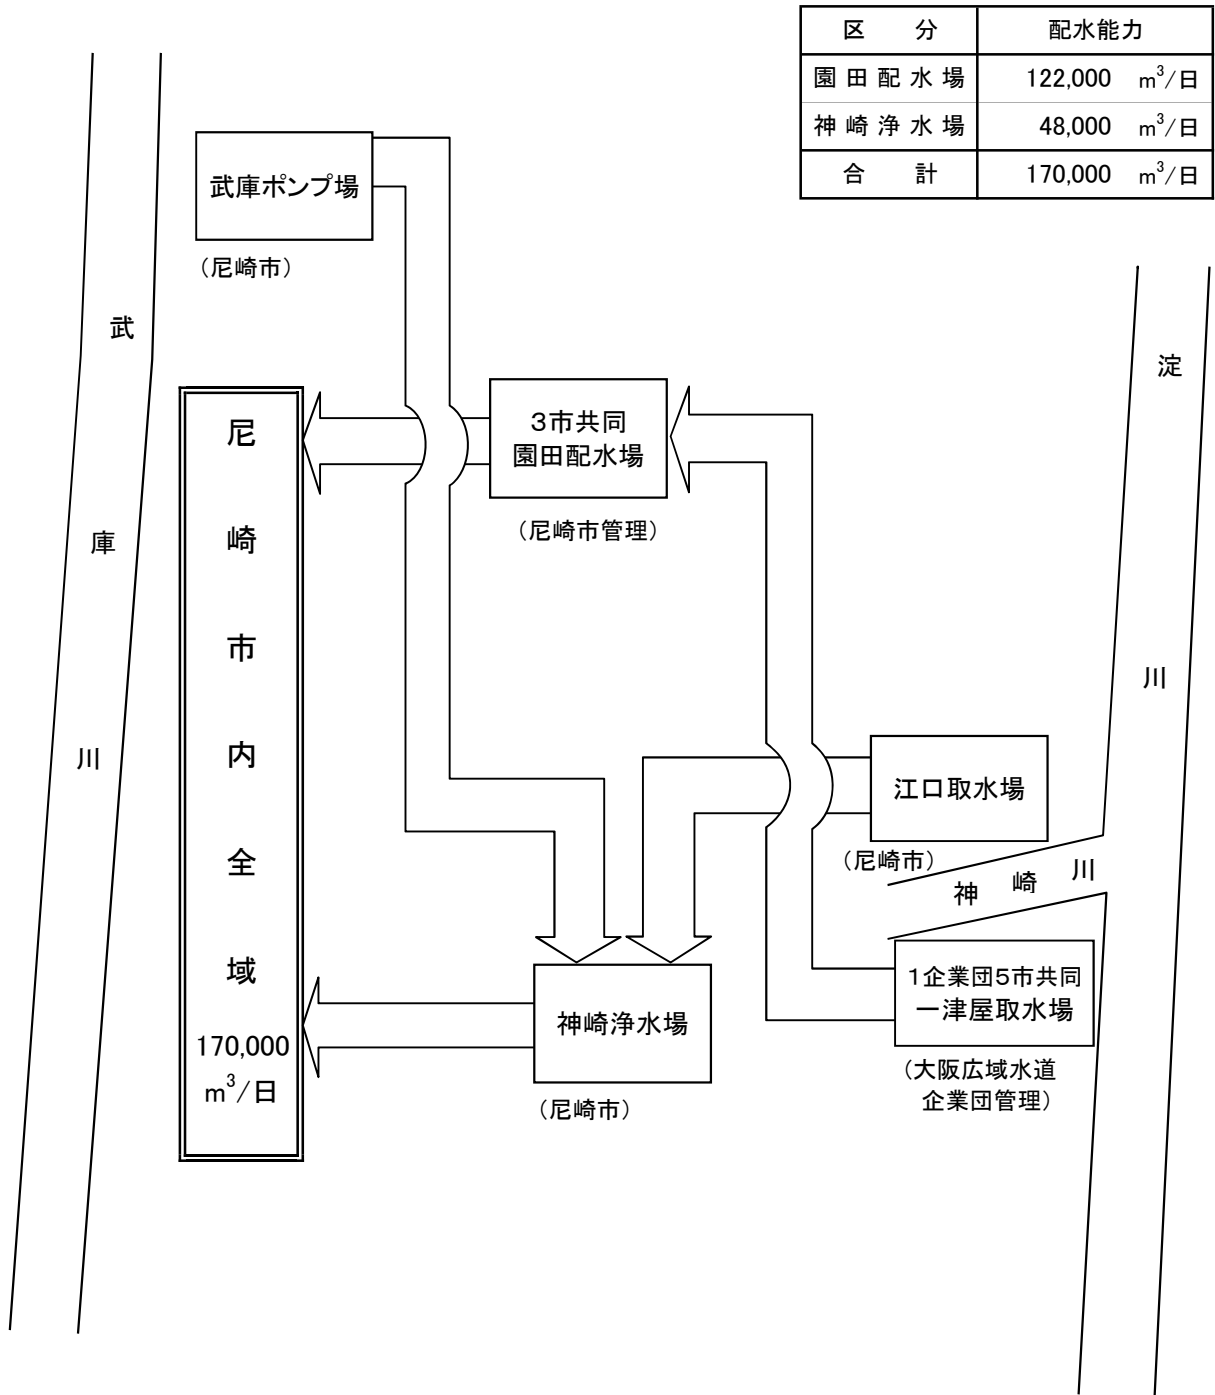 区 分 配水能力
園田配水場 122,000 m³/日
神崎浄水場 48,000 m³/日
合 計 170,000 m³/日
武庫ポンプ場
(尼崎市)
武庫川
淀川
3市共同
園田配水場
(尼崎市管理)
尼崎市内全域
170,000
m³/日
江口取水場
(尼崎市)
神崎川
1企業団5市共同
一津屋取水場
(大阪広域水道
企業団管理)
神崎浄水場
(尼崎市)